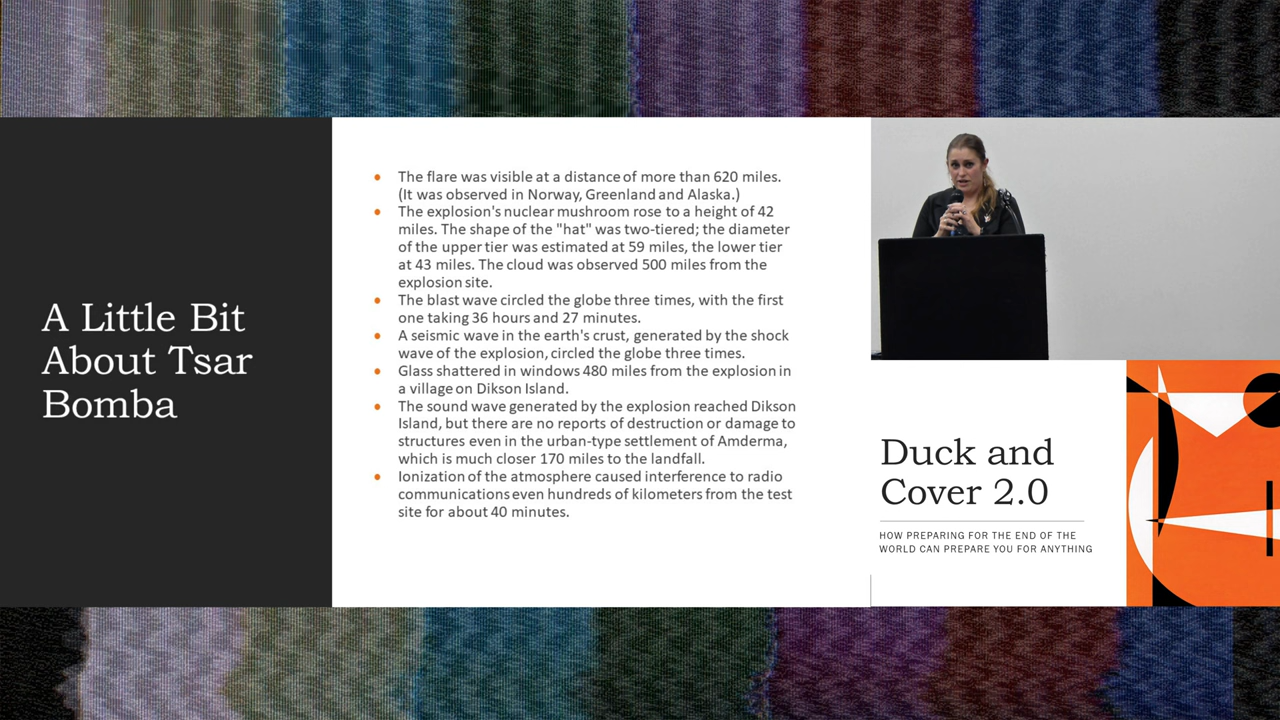 A Little Bit
About Tsar
Bomba
The flare was visible at a distance of more than 620 miles.
(It was observed in Norway, Greenland and Alaska.)
The explosion's nuclear mushroom rose to a height of 42
miles. The shape of the "hat" was two-tiered; the diameter
of the upper tier was estimated at 59 miles, the lower tier
at 43 miles. The cloud was observed 500 miles from the
explosion site.
The blast wave circled the globe three times, with the first
one taking 36 hours and 27 minutes.
A seismic wave in the earth's crust, generated by the shock
wave of the explosion, circled the globe three times.
Glass shattered in windows 480 miles from the explosion in
a village on Dikson Island.
The sound wave generated by the explosion reached Dikson
Island, but there are no reports of destruction or damage to
structures even in the urban-type settlement of Amderma,
which is much closer 170 miles to the landfall.
Ionization of the atmosphere caused interference to radio
communications even hundreds of kilometers from the test
site for about 40 minutes.
Duck and
Cover 2.0
HOW PREPARING FOR THE END OF THE
WORLD CAN PREPARE YOU FOR ANYTHING